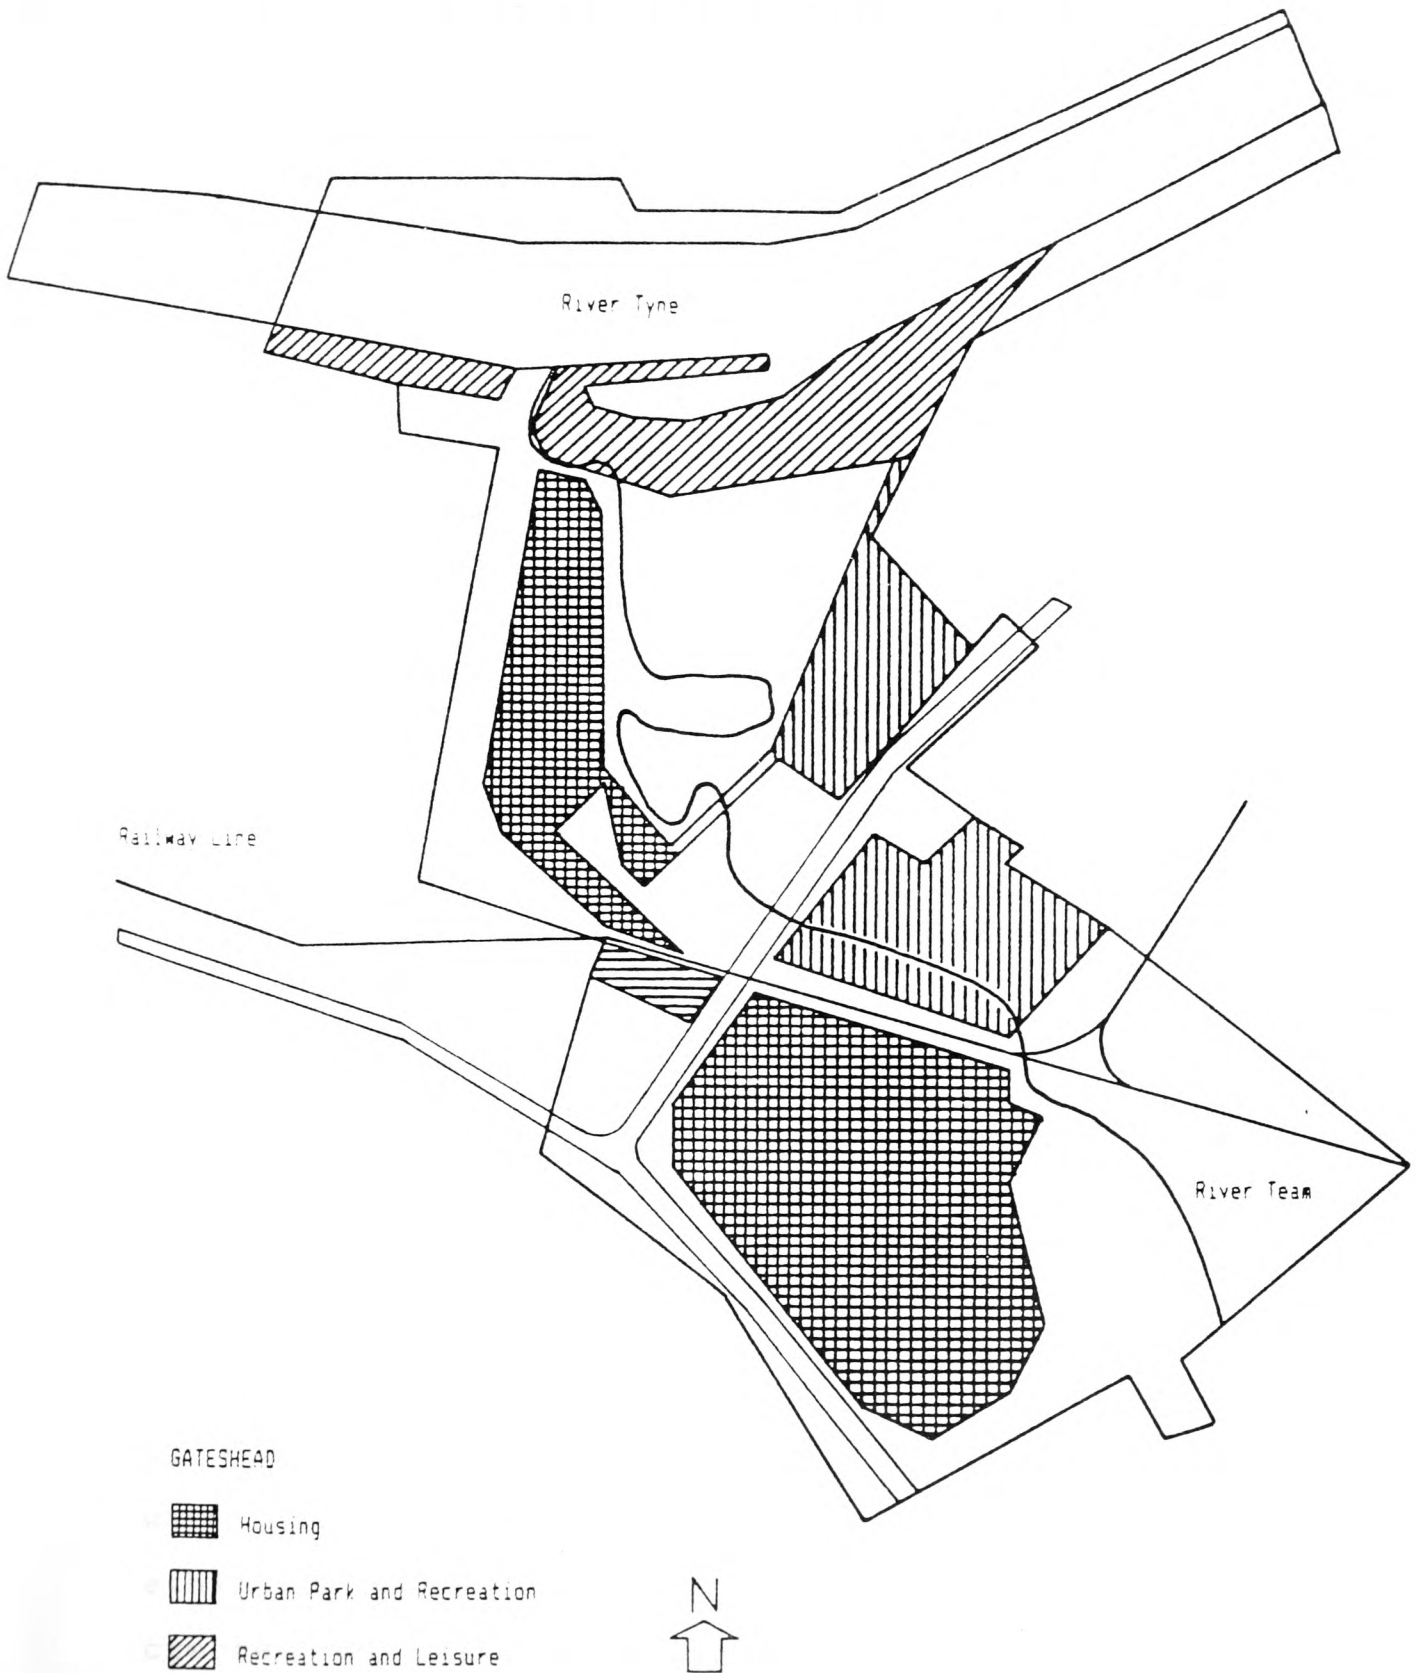 River Tyne
Railway Line
River Team
GATESHEAD
Housing
Urban Park and Recreation
Recreation and Leisure
N